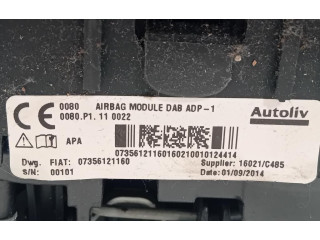 0080 AIRBAG MODULE DAB ADP-1
0080.P1. 11 0022
Autoliv
APA
07356121160160210010124414
Dwg. FIAT: 07356121160
Supplier: 16021/C485
S/N: 00101
Date: 01/09/2014